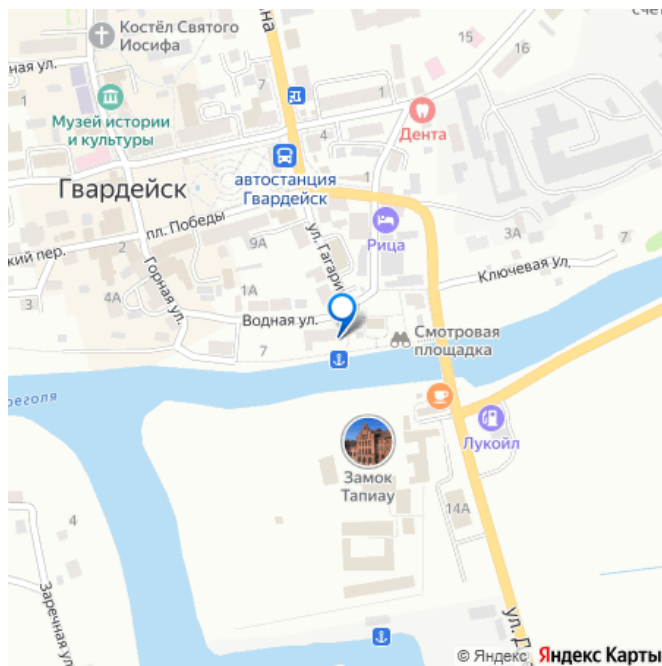 Костёл Святого
Иосифа
ная ул.
1
Музей истории
и культуры
15
16
1
4
Дента
автостанция
Гвардейск
Гвардейск
пл. Победы
кий пер.
2
9А
ул. Гагари
Рица
3А
7
Ключевая ул.
3
4А
Горная ул.
1А
Водная ул.
7
Смотровая
площадка
реголя
Лукойл
Замок
Тапиау
14А
4
Заречная ул.
ул. Д
© Яндекс Яндекс Карты